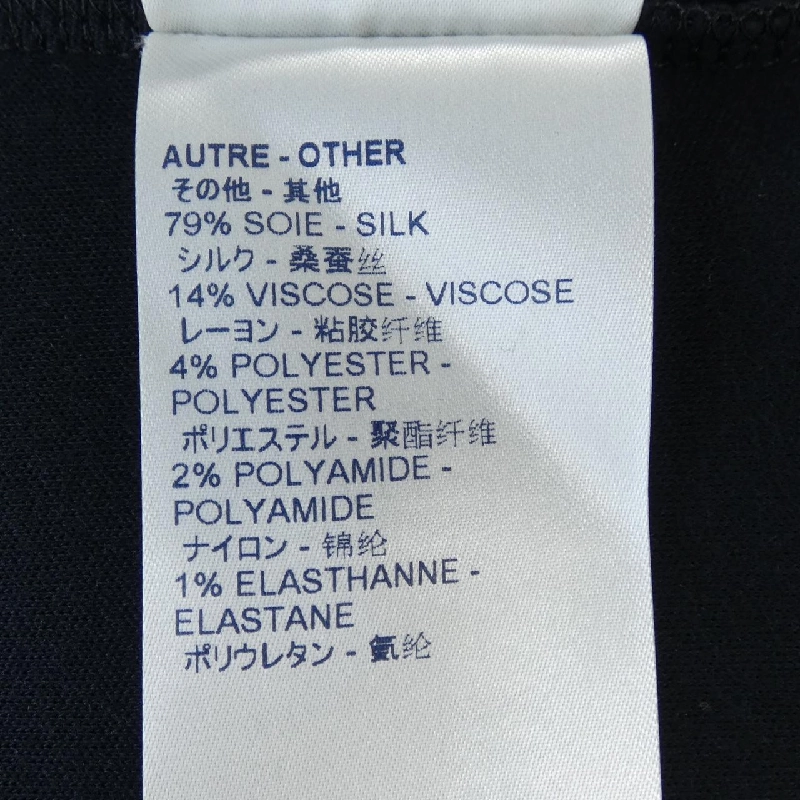 AUTRE - OTHER
その他 - 其他
79% SOIE - SILK
シルク - 桑蚕丝
14% VISCOSE - VISCOSE
レーヨン - 粘胶纤维
4% POLYESTER -
POLYESTER
ポリエステル - 聚酯纤维
2% POLYAMIDE -
POLYAMIDE
ナイロン - 锦纶
1% ELASTHANNE -
ELASTANE
ポリウレタン - 氨纶